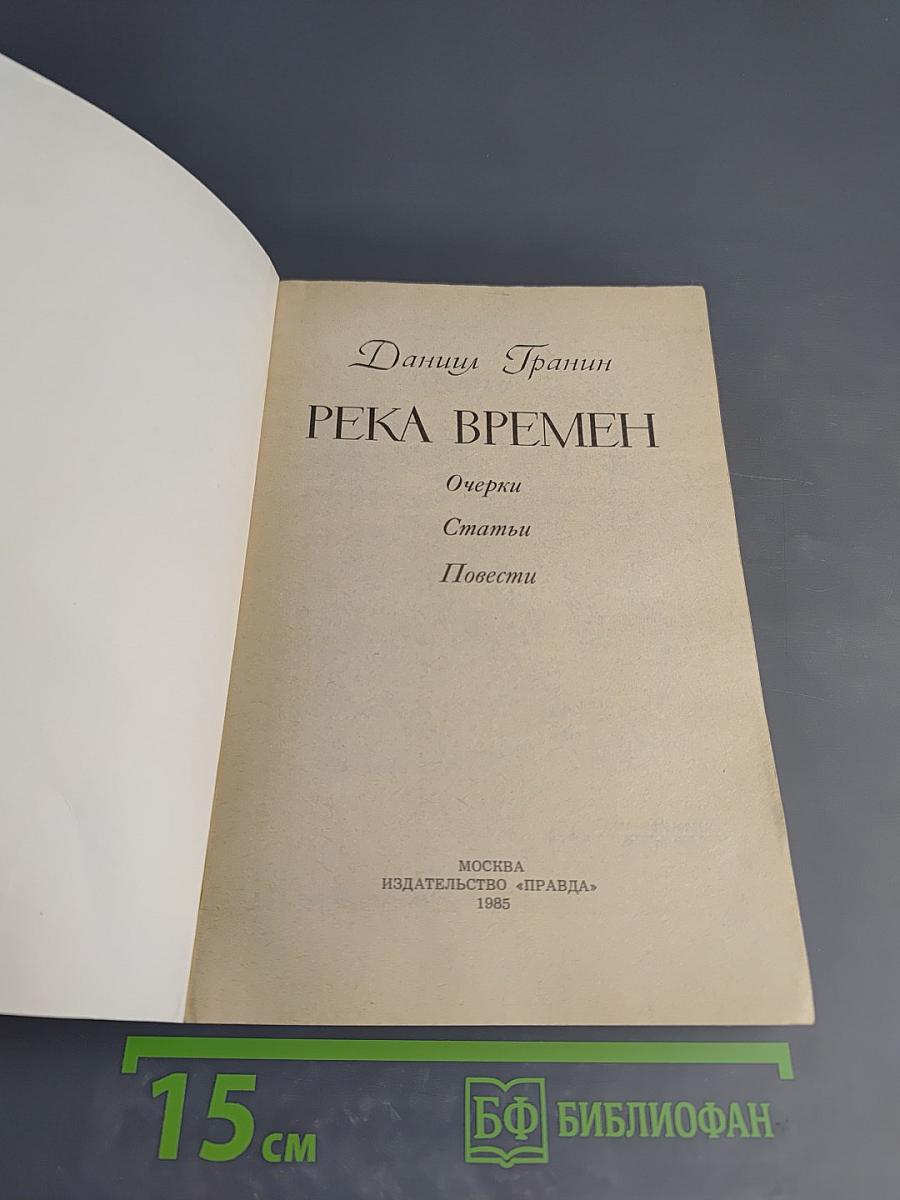 Даниил Гранин
РЕКА ВРЕМЕН
Очерки
Статьи
Повести
МОСКВА
ИЗДАТЕЛЬСТВО «ПРАВДА»
1985
15 см
БФ БИБЛИОФАН